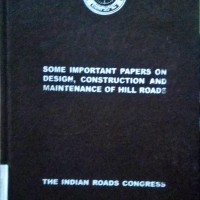 SOME IMPORTANT PAPERS ON
DESIGN, CONSTRUCTION AND
MAINTENANCE OF HILL ROADS
THE INDIAN ROADS CONGRESS